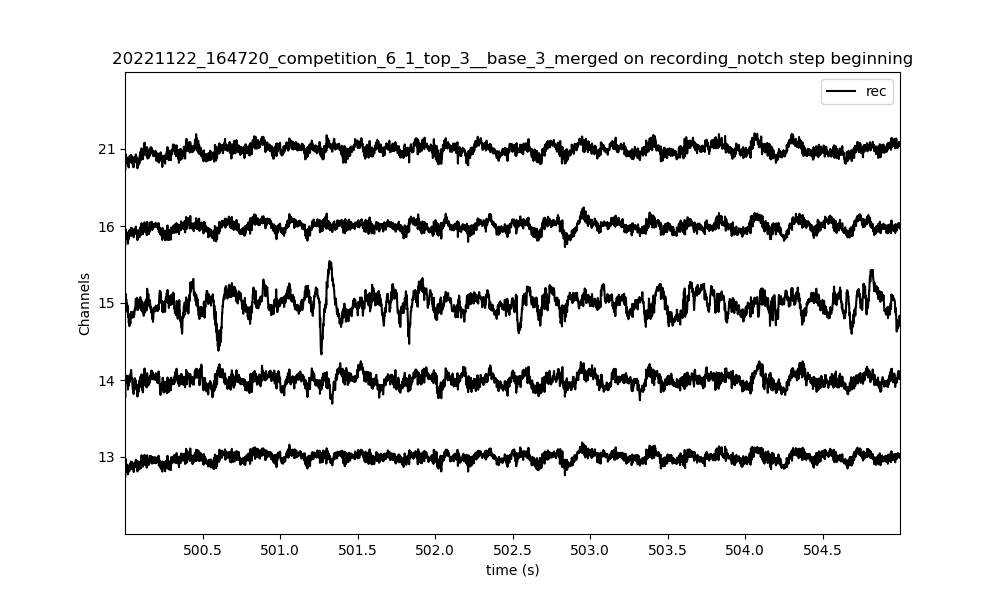 20221122_164720_competition_6_1_top_3__base_3_merged on recording_notch step beginning
rec
21
16
15
14
13
Channels
500.5 501.0 501.5 502.0 502.5 503.0 503.5 504.0 504.5
time (s)